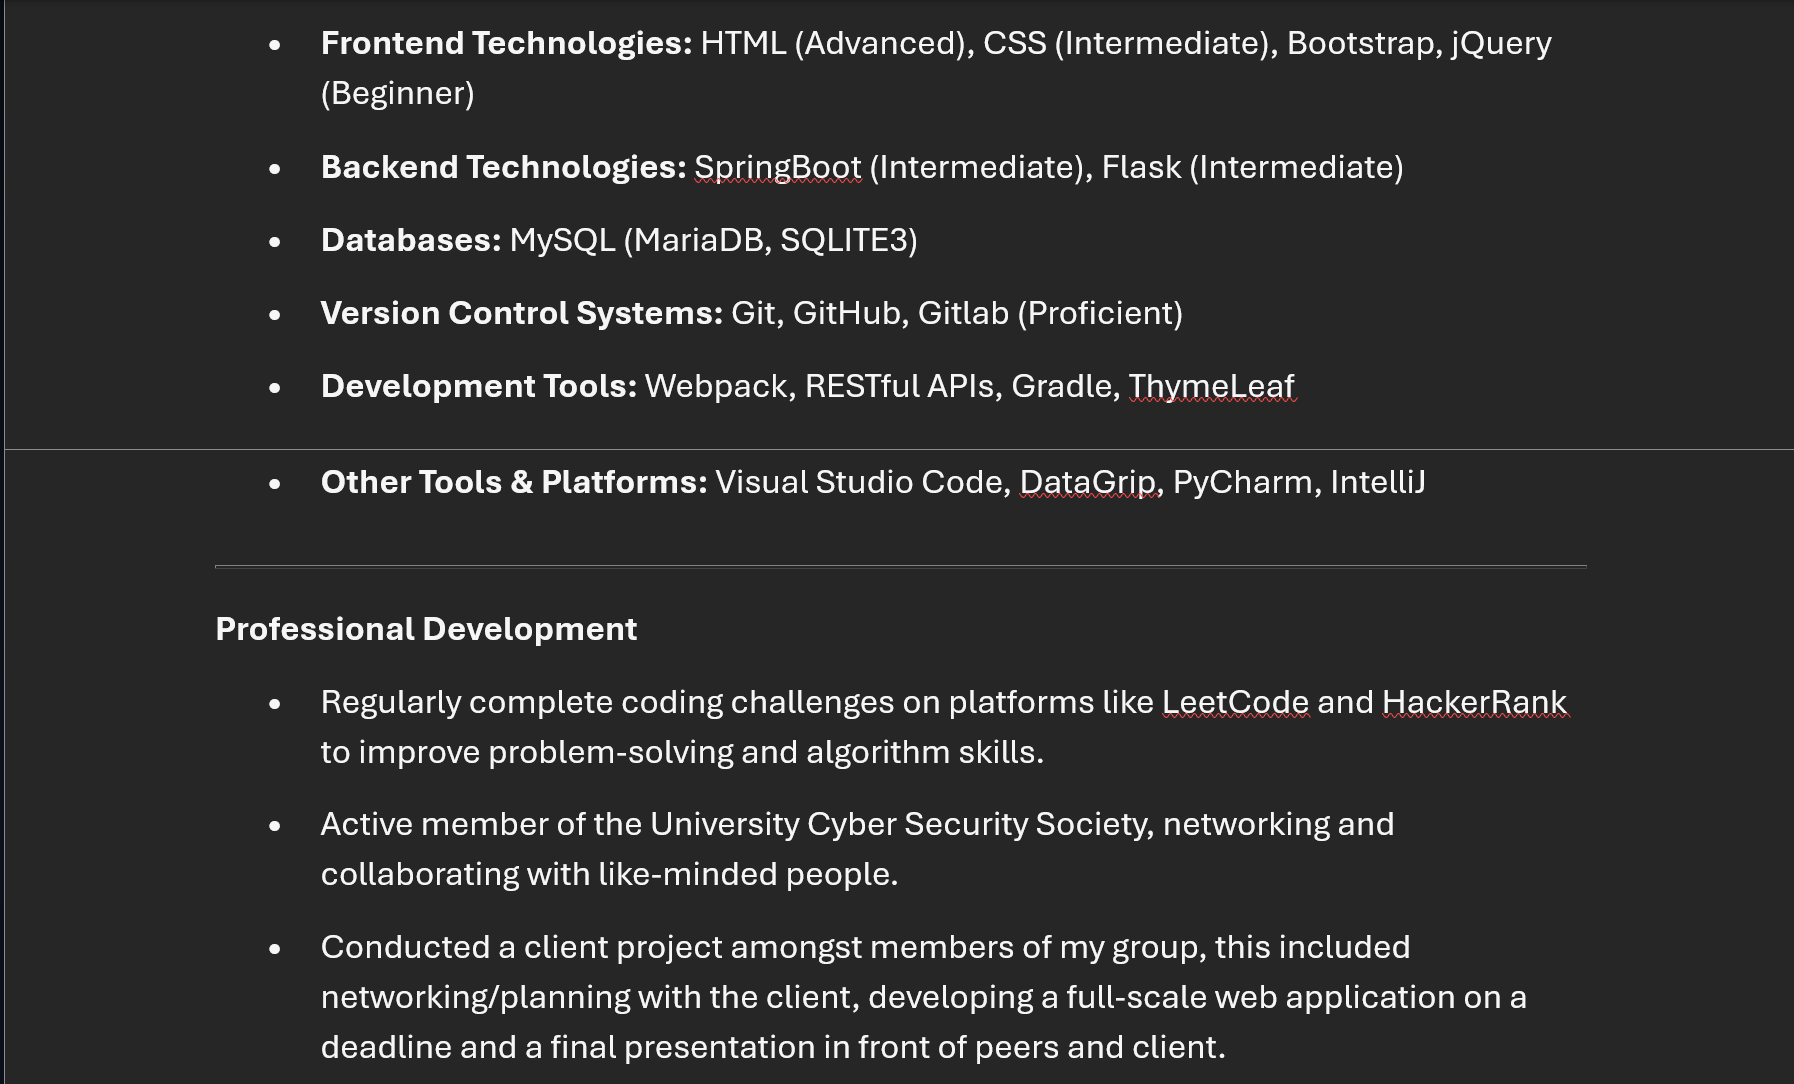 • Frontend Technologies: HTML (Advanced), CSS (Intermediate), Bootstrap, jQuery
(Beginner)
• Backend Technologies: SpringBoot (Intermediate), Flask (Intermediate)
• Databases: MySQL (MariaDB, SQLITE3)
• Version Control Systems: Git, GitHub, Gitlab (Proficient)
• Development Tools: Webpack, RESTful APIs, Gradle, ThymeLeaf
• Other Tools & Platforms: Visual Studio Code, DataGrip, PyCharm, IntelliJ
Professional Development
• Regularly complete coding challenges on platforms like LeetCode and HackerRank
to improve problem-solving and algorithm skills.
• Active member of the University Cyber Security Society, networking and
collaborating with like-minded people.
• Conducted a client project amongst members of my group, this included
networking/planning with the client, developing a full-scale web application on a
deadline and a final presentation in front of peers and client.